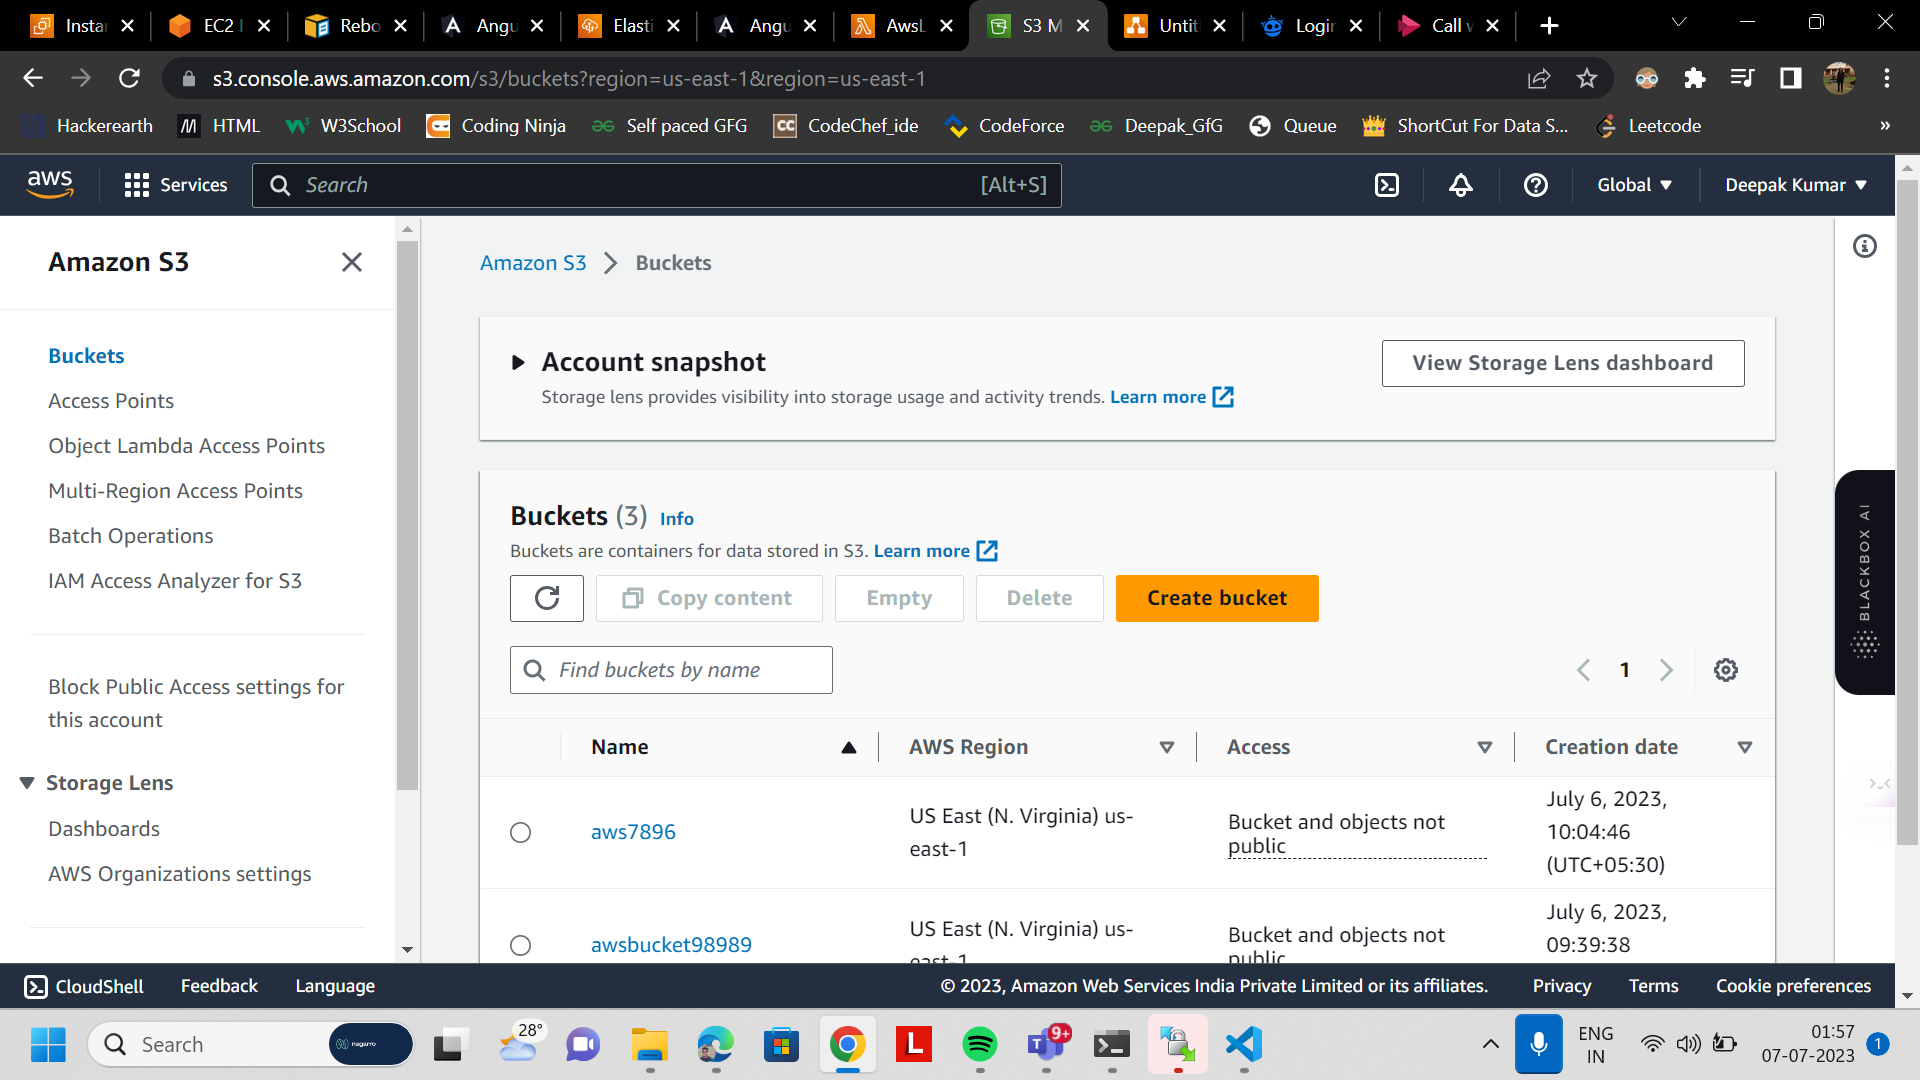 Insta
EC2 I
Rebo
Angu
Elasti
Angu
AwsL
S3 M
Untit
Login
Call v
s3.console.aws.amazon.com/s3/buckets?region=us-east-1&region=us-east-1
Hackerearth
HTML
W3School
Coding Ninja
Self paced GFG
CodeChef_ide
CodeForce
Deepak_GfG
Queue
ShortCut For Data S...
Leetcode
»
aws
Services
Search
[Alt+S]
Global
Deepak Kumar
Amazon S3
Buckets
Access Points
Object Lambda Access Points
Multi-Region Access Points
Batch Operations
IAM Access Analyzer for S3
Block Public Access settings for
this account
Storage Lens
Dashboards
AWS Organizations settings
Amazon S3 > Buckets
Account snapshot
Storage lens provides visibility into storage usage and activity trends. Learn more
View Storage Lens dashboard
Buckets (3) Info
Buckets are containers for data stored in S3. Learn more
Copy content
Empty
Delete
Create bucket
Find buckets by name
1
Name
AWS Region
Access
Creation date
aws7896
US East (N. Virginia) us-
east-1
Bucket and objects not
public
July 6, 2023,
10:04:46
(UTC+05:30)
awsbucket98989
US East (N. Virginia) us-
east-1
Bucket and objects not
public
July 6, 2023,
09:39:38
BLACKBOX AI
CloudShell
Feedback
Language
© 2023, Amazon Web Services India Private Limited or its affiliates.
Privacy
Terms
Cookie preferences
Search
nagarro
28°
L
9+
ENG
IN
01:57
07-07-2023
1